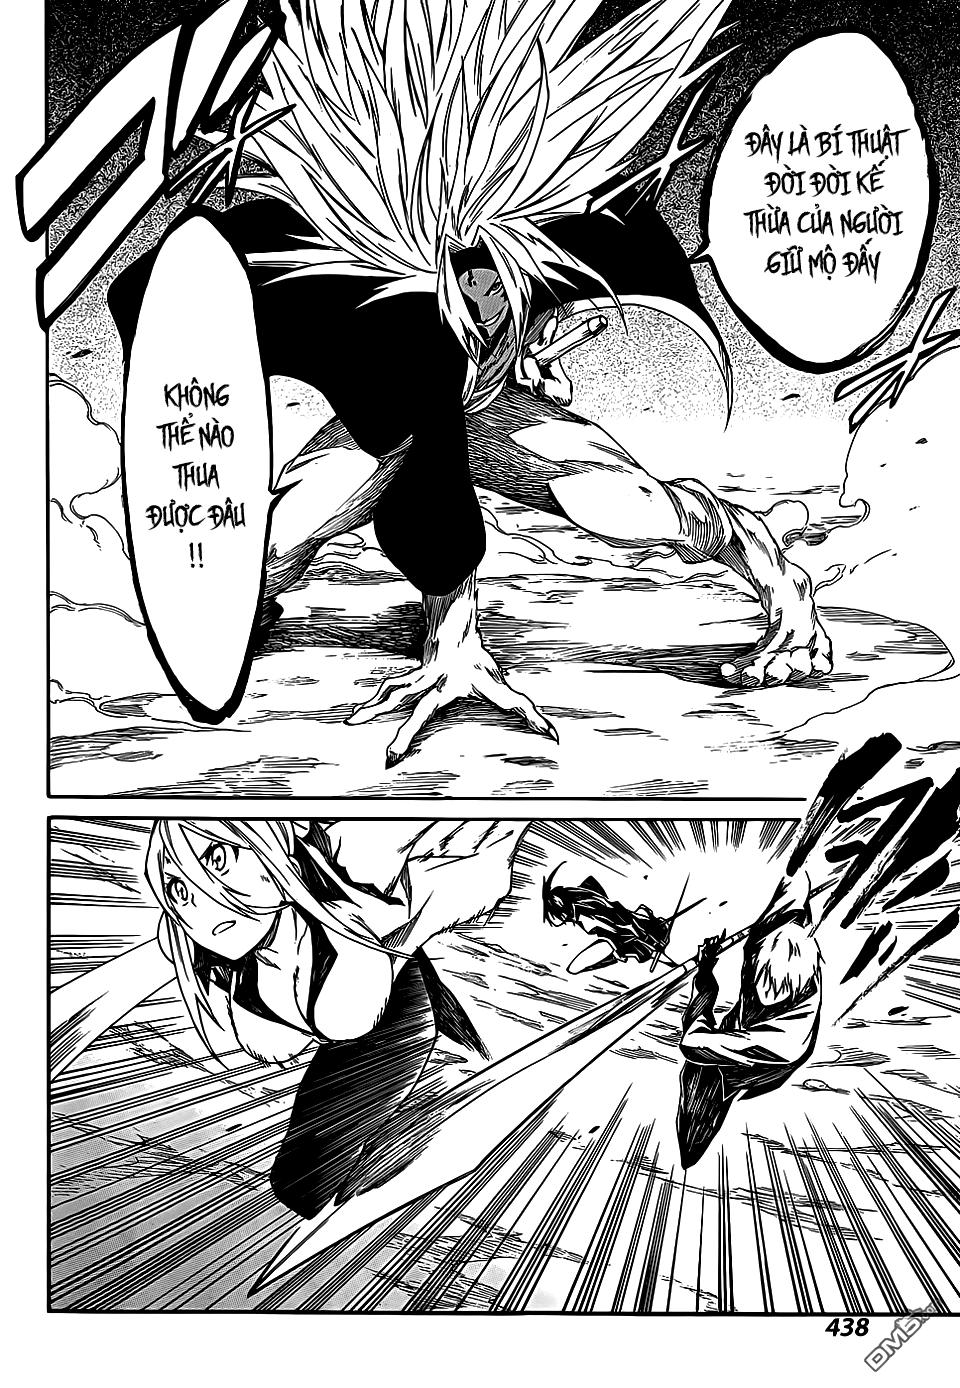 ĐÂY LÀ BÍ THUẬT
ĐỜI ĐỜI KẾ
THỪA CỦA NGƯỜI
GIỮ MỘ ĐẤY
KHÔNG
THỂ NÀO
THUA
ĐƯỢC ĐÂU
!!
438